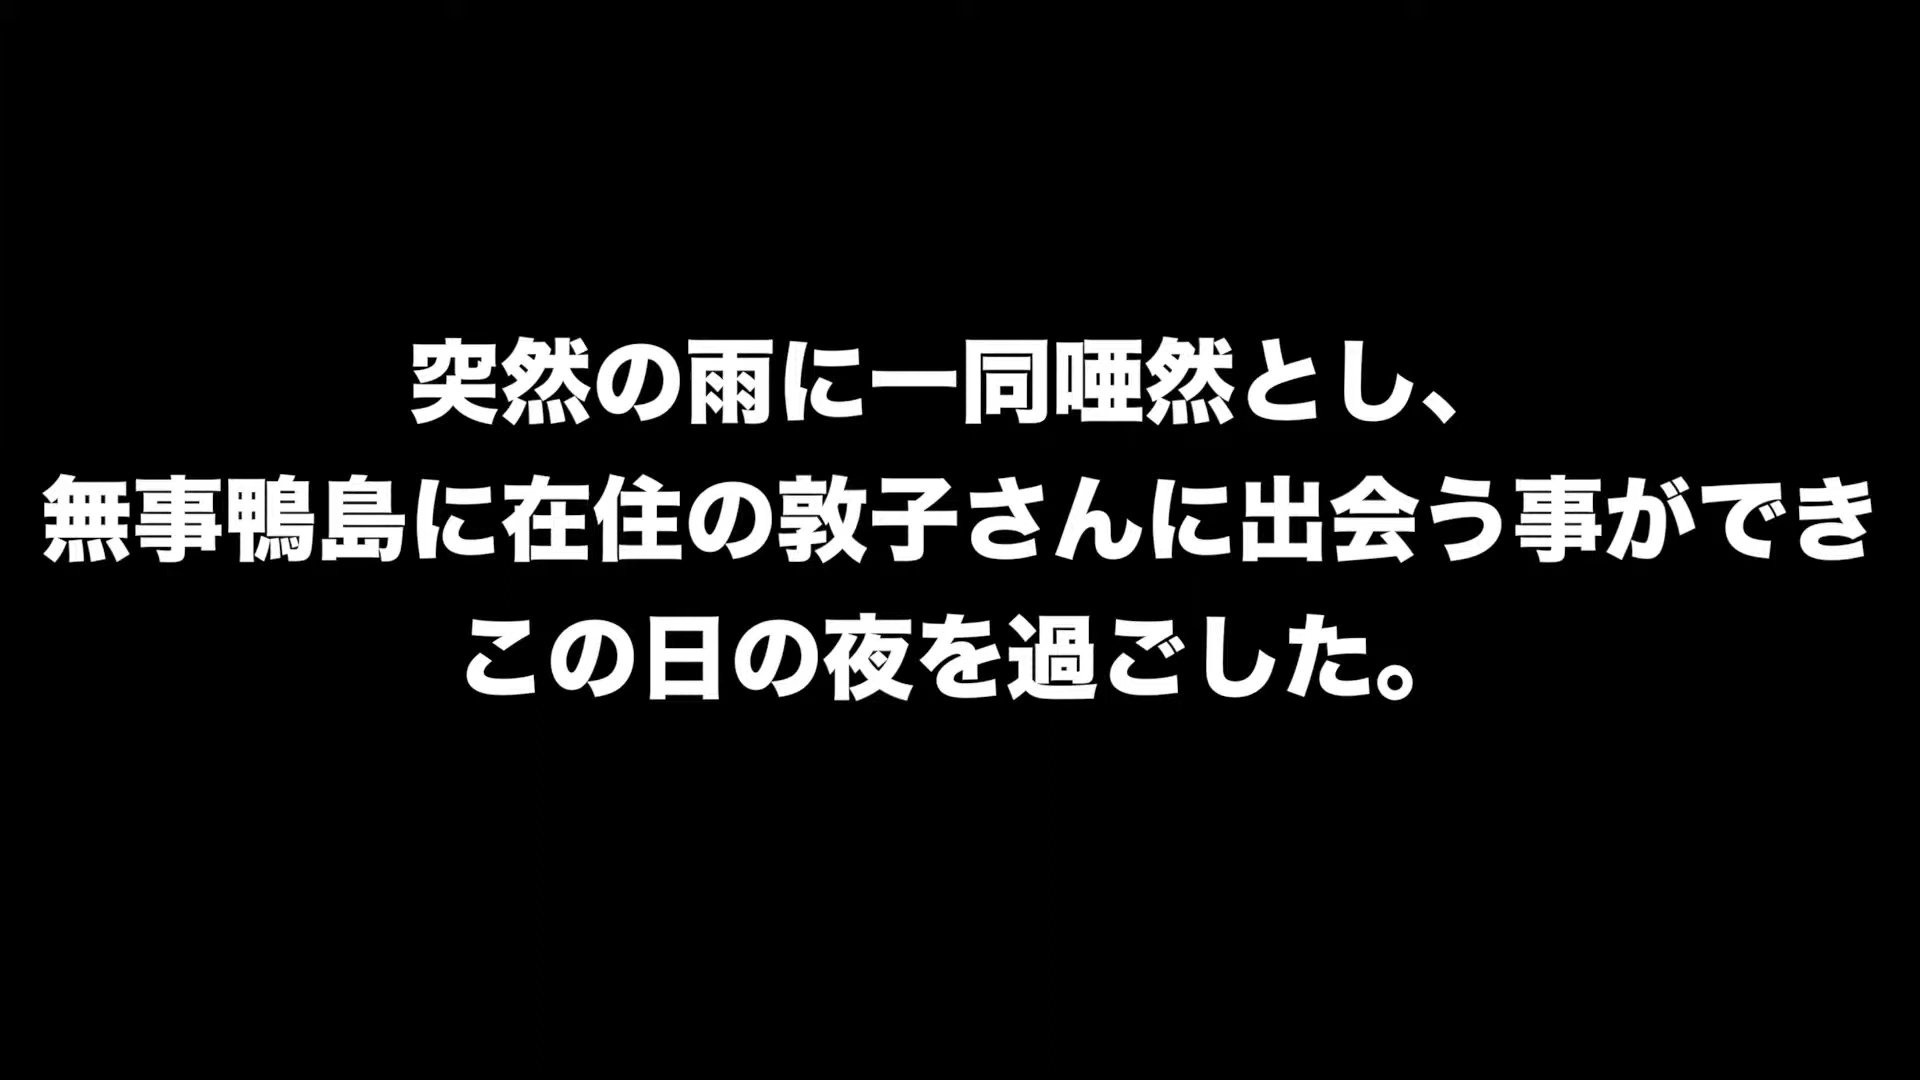 突然の雨に一同唖然とし、
無事鴨島に在住の敦子さんに出会う事ができ
この日の夜を過ごした。